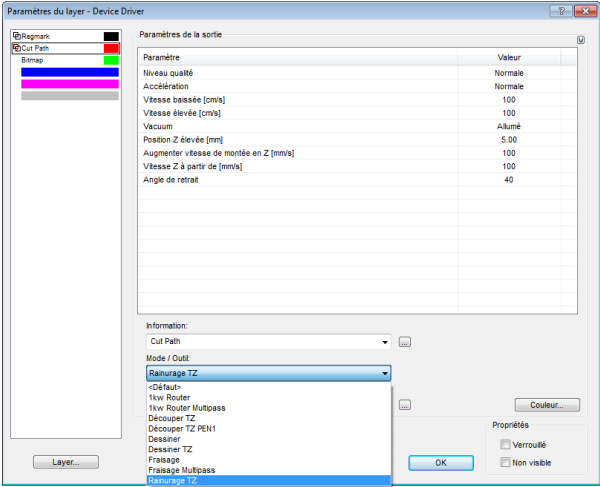 Paramètres du layer - Device Driver
Regmark
Cut Path
Bitmap
Paramètres de la sortie
Paramètre Valeur
Niveau qualité Normale
Accélération Normale
Vitesse baissée [cm/s] 100
Vitesse élevée [cm/s] 100
Vacuum Allumé
Position Z élevée [mm] 5.00
Augmenter vitesse de montée en Z [mm/s] 100
Vitesse Z à partir de [mm/s] 100
Angle de retrait 40
Information:
Cut Path
...
Mode / Outil:
Rainurage TZ
<Défaut>
1kw Router
1kw Router Multipass
Découper TZ
Découper TZ PEN1
Dessiner
Dessiner TZ
Fraisage
Fraisage Multipass
Rainurage TZ
...
Couleur...
Propriétés
Verrouillé
Non visible
Layer...
OK